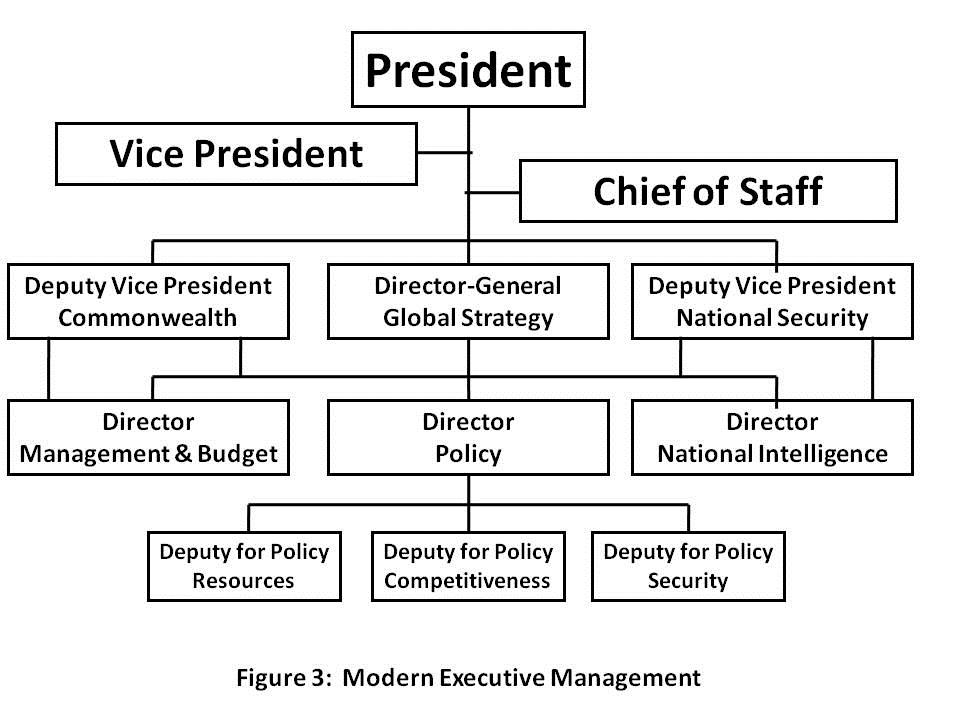 President
Vice President
Chief of Staff
Deputy Vice President
Commonwealth
Director-General
Global Strategy
Deputy Vice President
National Security
Director
Management & Budget
Director
Policy
Director
National Intelligence
Deputy for Policy
Resources
Deputy for Policy
Competitiveness
Deputy for Policy
Security
Figure 3:  Modern Executive Management